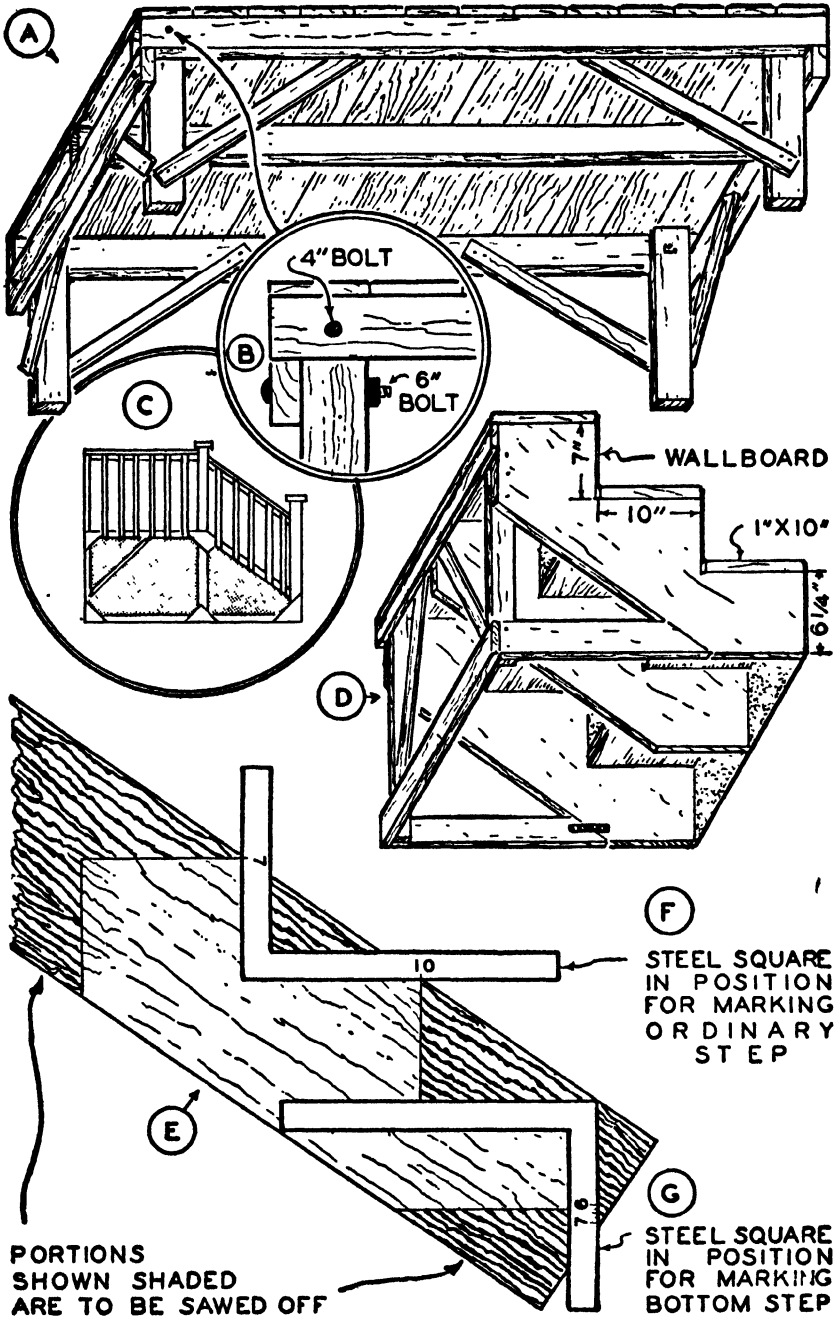 A
4" BOLT
B
6"
BOLT
C
7"
WALLBOARD
10"
1"X10"
6 1/4"
D
7
10
F
STEEL SQUARE
IN POSITION
FOR MARKING
ORDINARY
STEP
E
G
7 6
STEEL SQUARE
IN POSITION
FOR MARKING
BOTTOM STEP
PORTIONS
SHOWN SHADED
ARE TO BE SAWED OFF